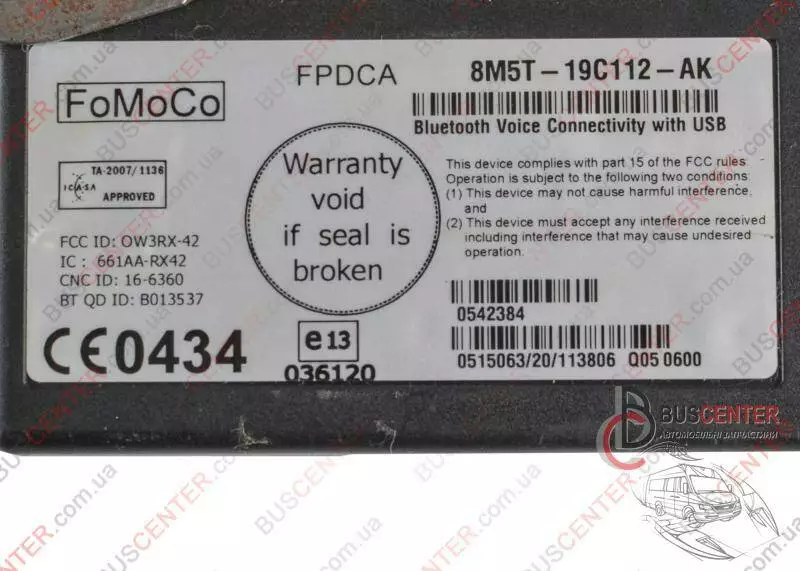 FoMoCo
FPDCA
8M5T-19C112-AK
Bluetooth Voice Connectivity with USB
TA-2007/1136
ICASA
APPROVED
FCC ID: OW3RX-42
IC : 661AA-RX42
CNC ID: 16-6360
BT QD ID: B013537
CE0434
Warranty
void
if seal is
broken
e13
036120
This device complies with part 15 of the FCC rules
Operation is subject to the following two conditions
(1) This device may not cause harmful interference,
and
(2) This device must accept any interference received
including interference that may cause undesired
operation.
0542384
0515063/20/113806 Q05 0600
BUSCENTER
АВТОМОБІЛЬНІ ЗАПЧАСТИНИ
BUSCENTER.com.ua